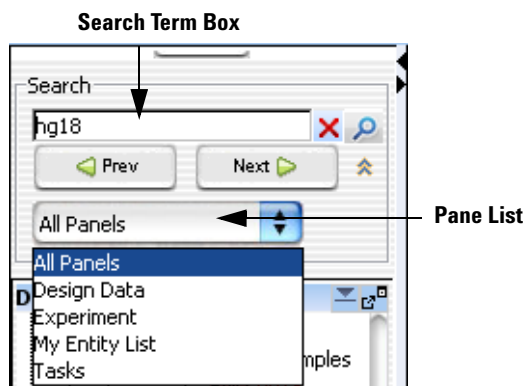 Search Term Box
Search
hg18
Prev Next
All Panels
Pane List
All Panels
Design Data
Experiment
My Entity List
Tasks
mples